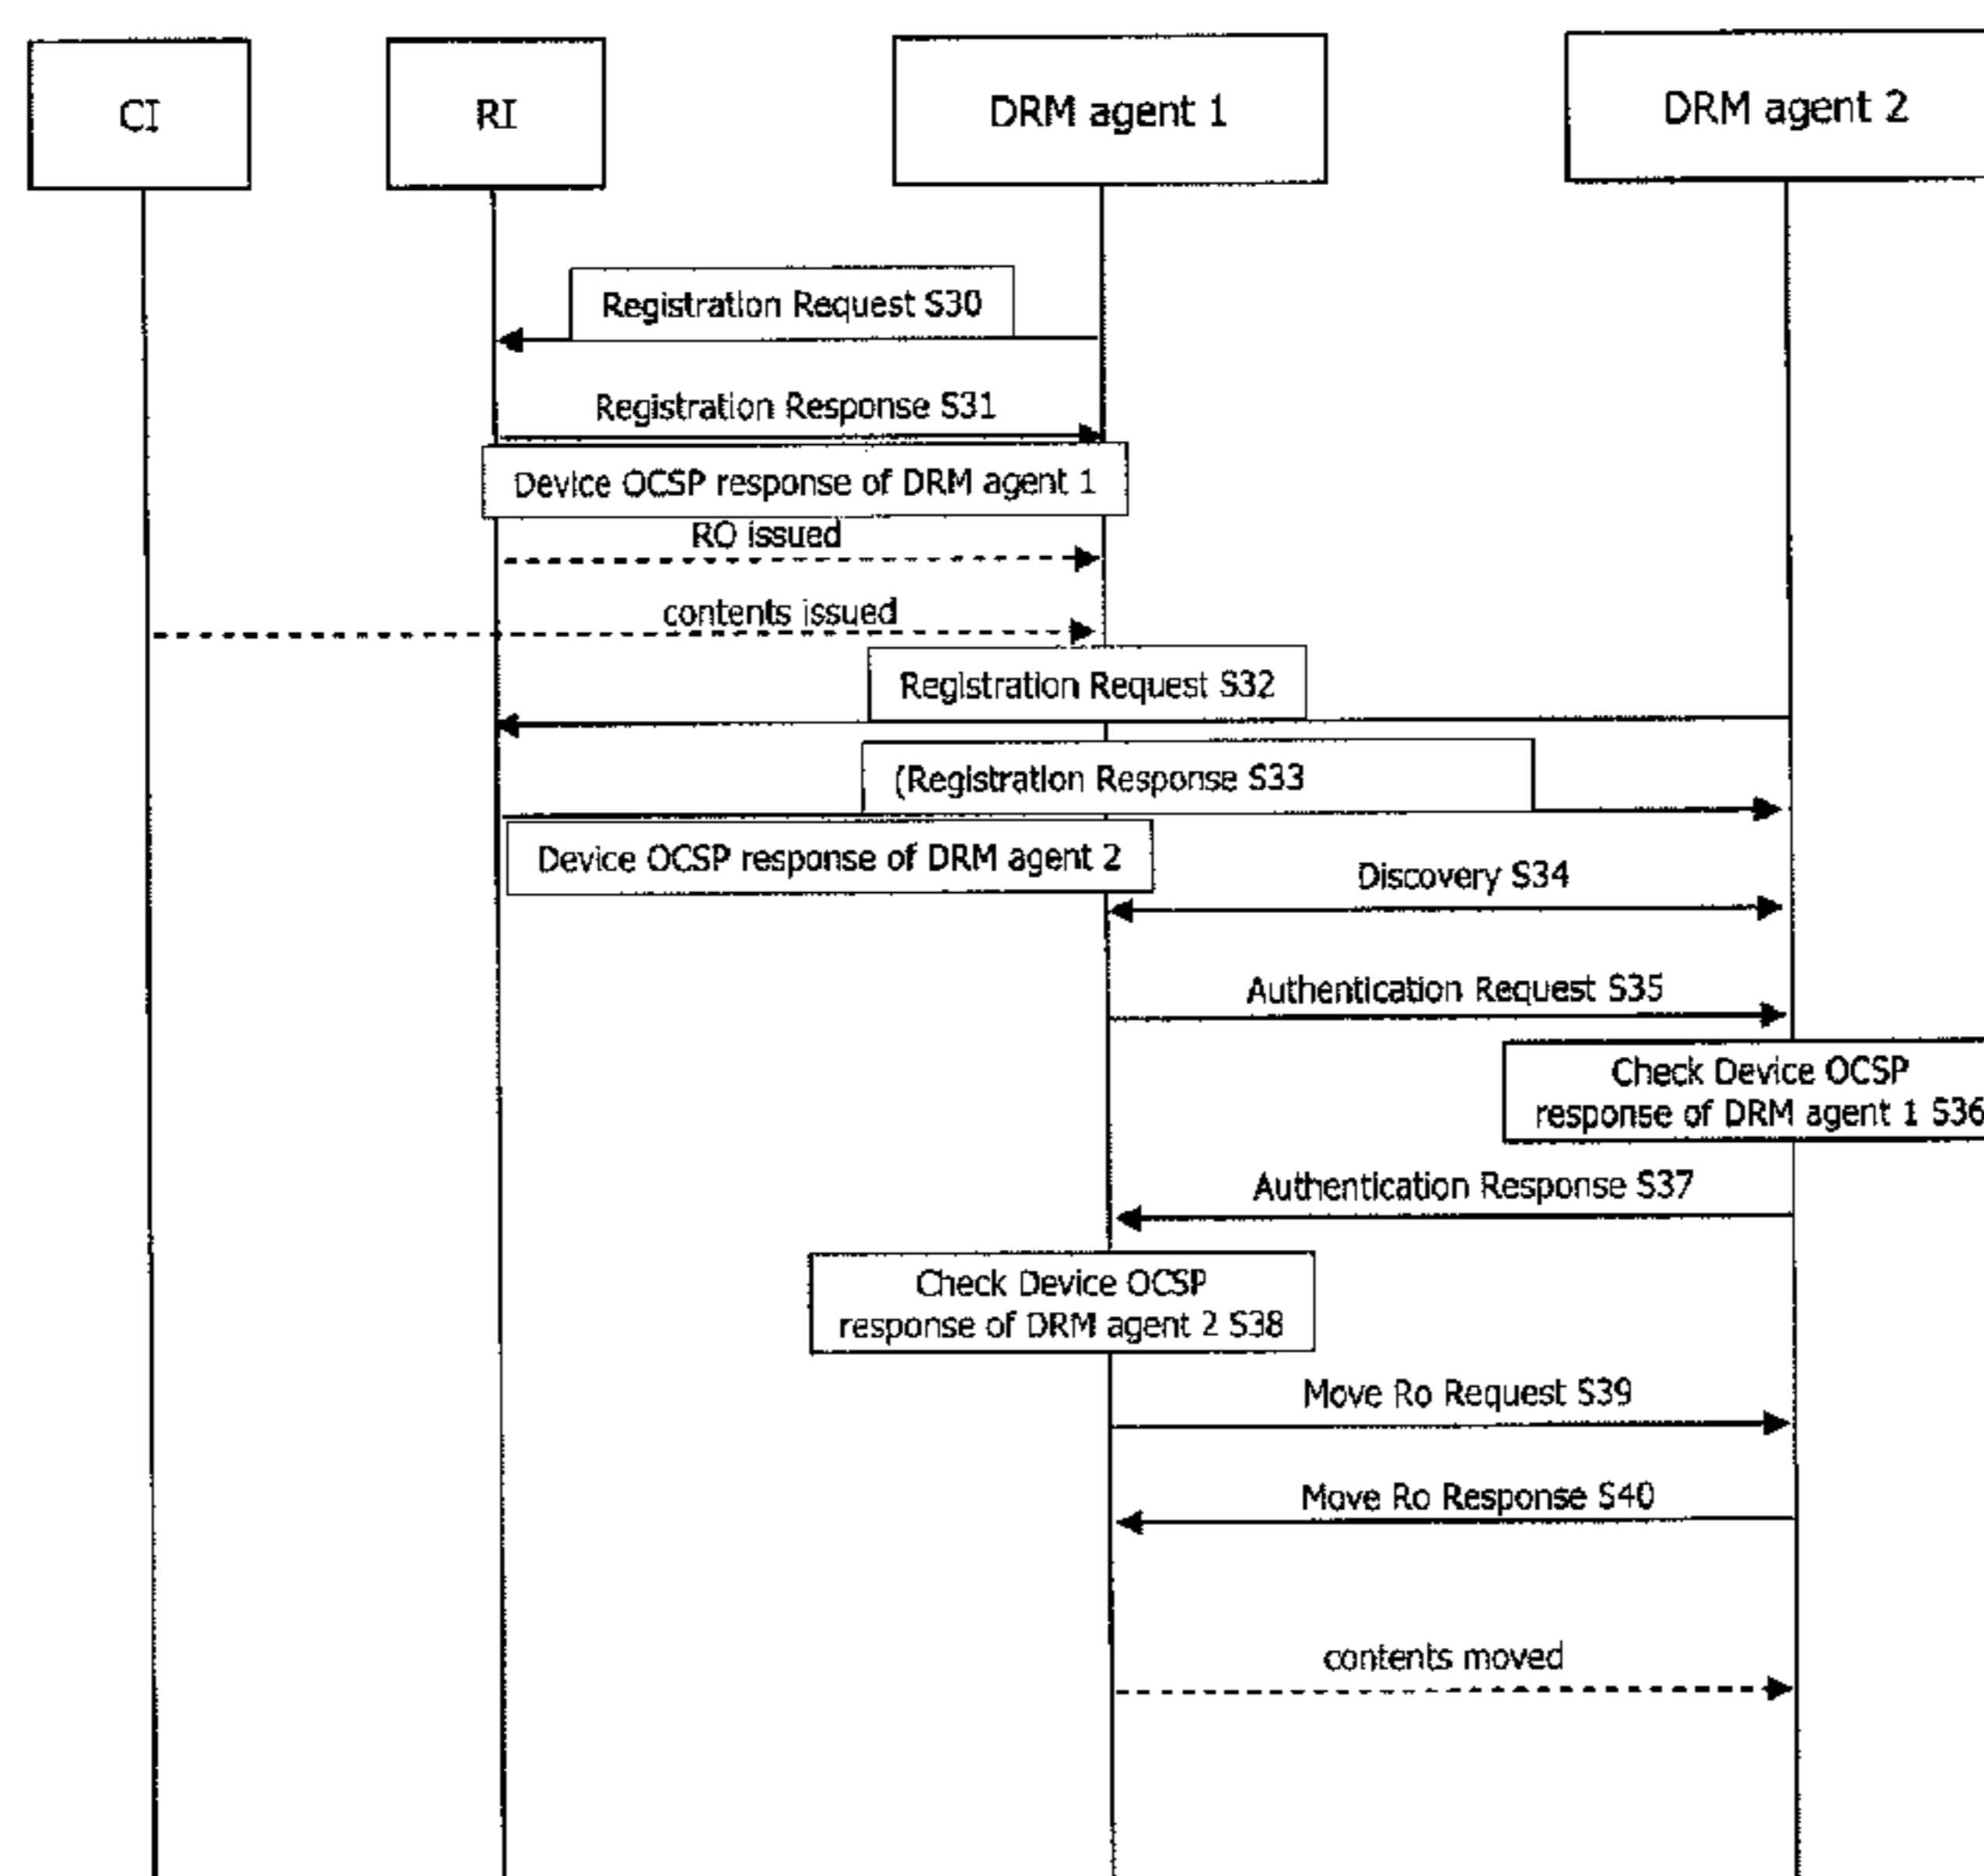 CI
RI
DRM agent 1
DRM agent 2
Registration Request S30
Registration Response S31
Device OCSP response of DRM agent 1
RO issued
contents issued
Registration Request S32
(Registration Response S33
Device OCSP response of DRM agent 2
Discovery S34
Authentication Request S35
Check Device OCSP
response of DRM agent 1 S36
Authentication Response S37
Check Device OCSP
response of DRM agent 2 S38
Move Ro Request S39
Move Ro Response S40
contents moved